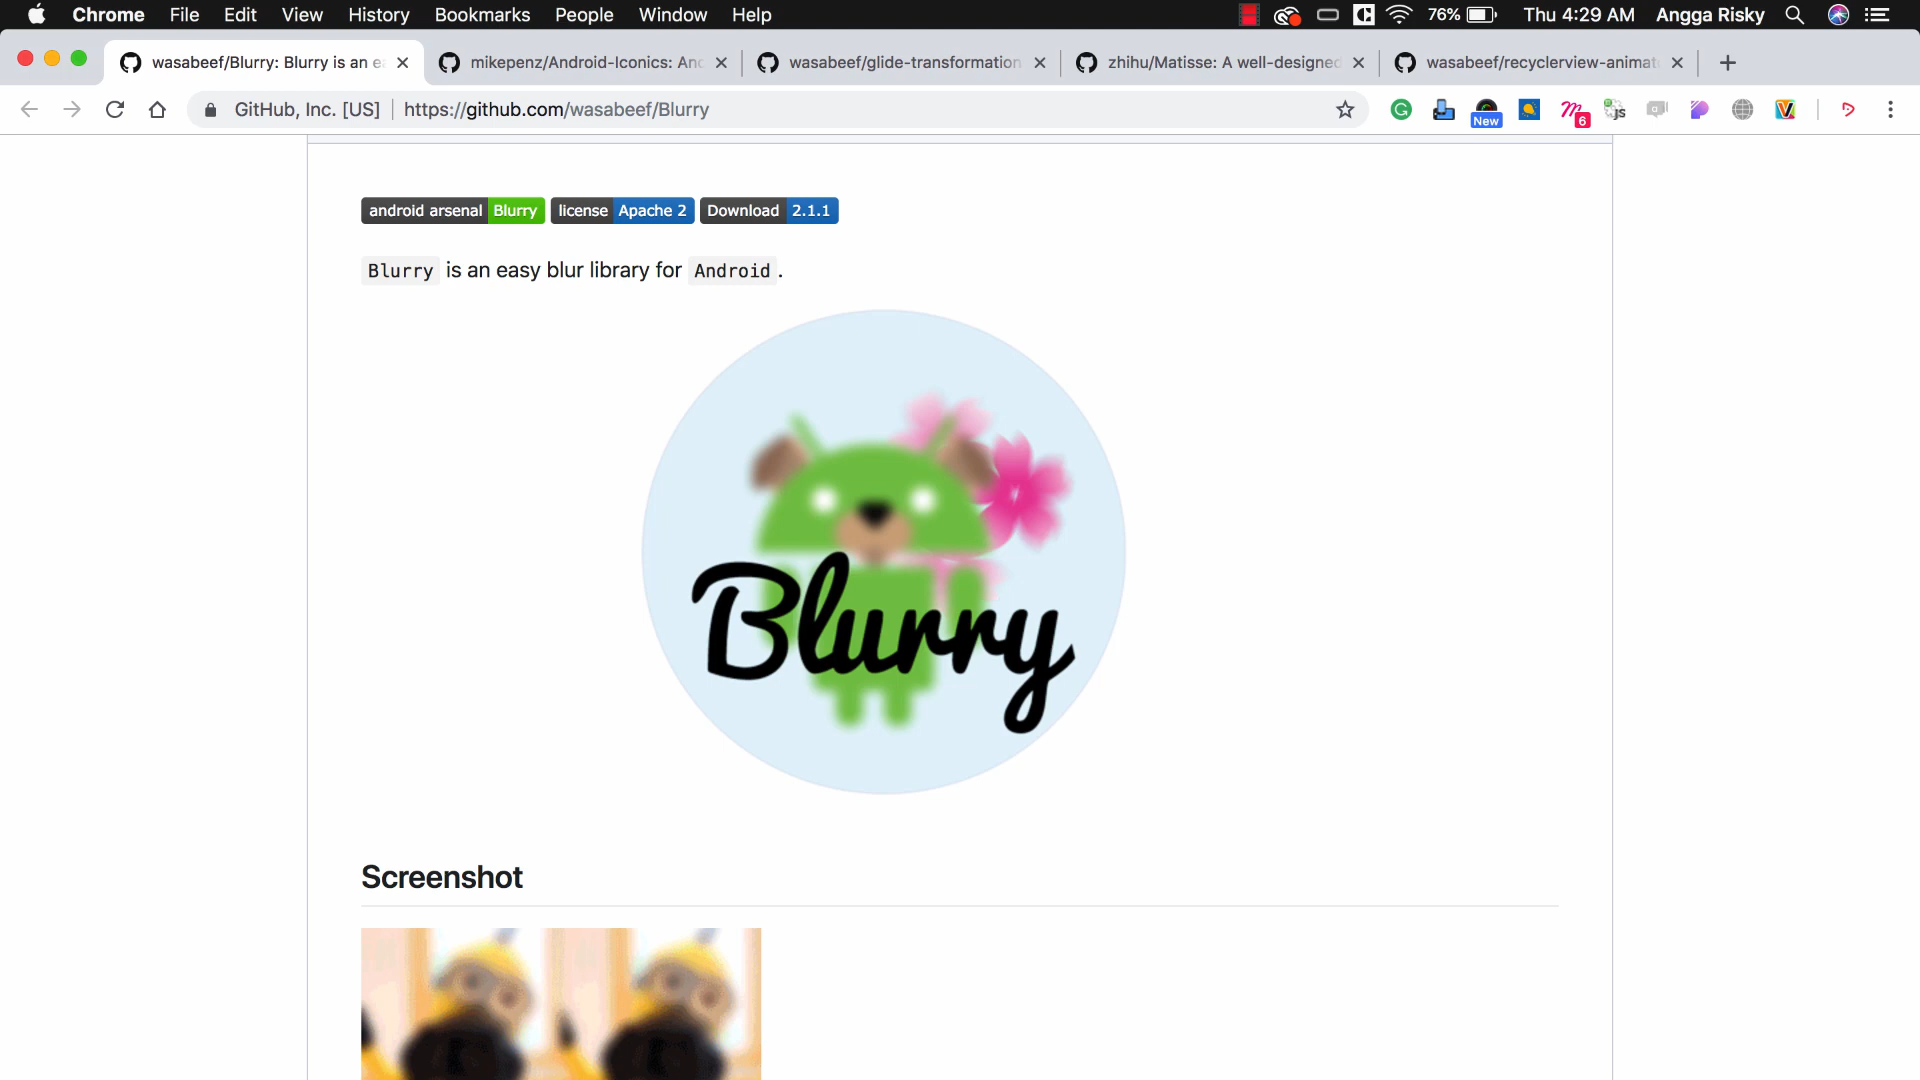 Chrome File Edit View History Bookmarks People Window Help 76% Thu 4:29 AM Angga Risky
wasabeef/Blurry: Blurry is an ea mikepenz/Android-Iconics: And wasabeef/glide-transformation zhihu/Matisse: A well-designed wasabeef/recyclerview-animat
GitHub, Inc. [US] https://github.com/wasabeef/Blurry New 6 JS
android arsenal Blurry license Apache 2 Download 2.1.1
Blurry is an easy blur library for Android.
Blurry
Screenshot